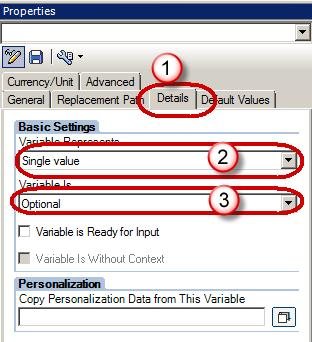 Properties
1
Currency/Unit Advanced
General Replacement Path Details Default Values
Basic Settings
Variable Represents
Single value 2
Variable Is
Optional 3
Variable is Ready for Input
Variable Is Without Context
Personalization
Copy Personalization Data from This Variable